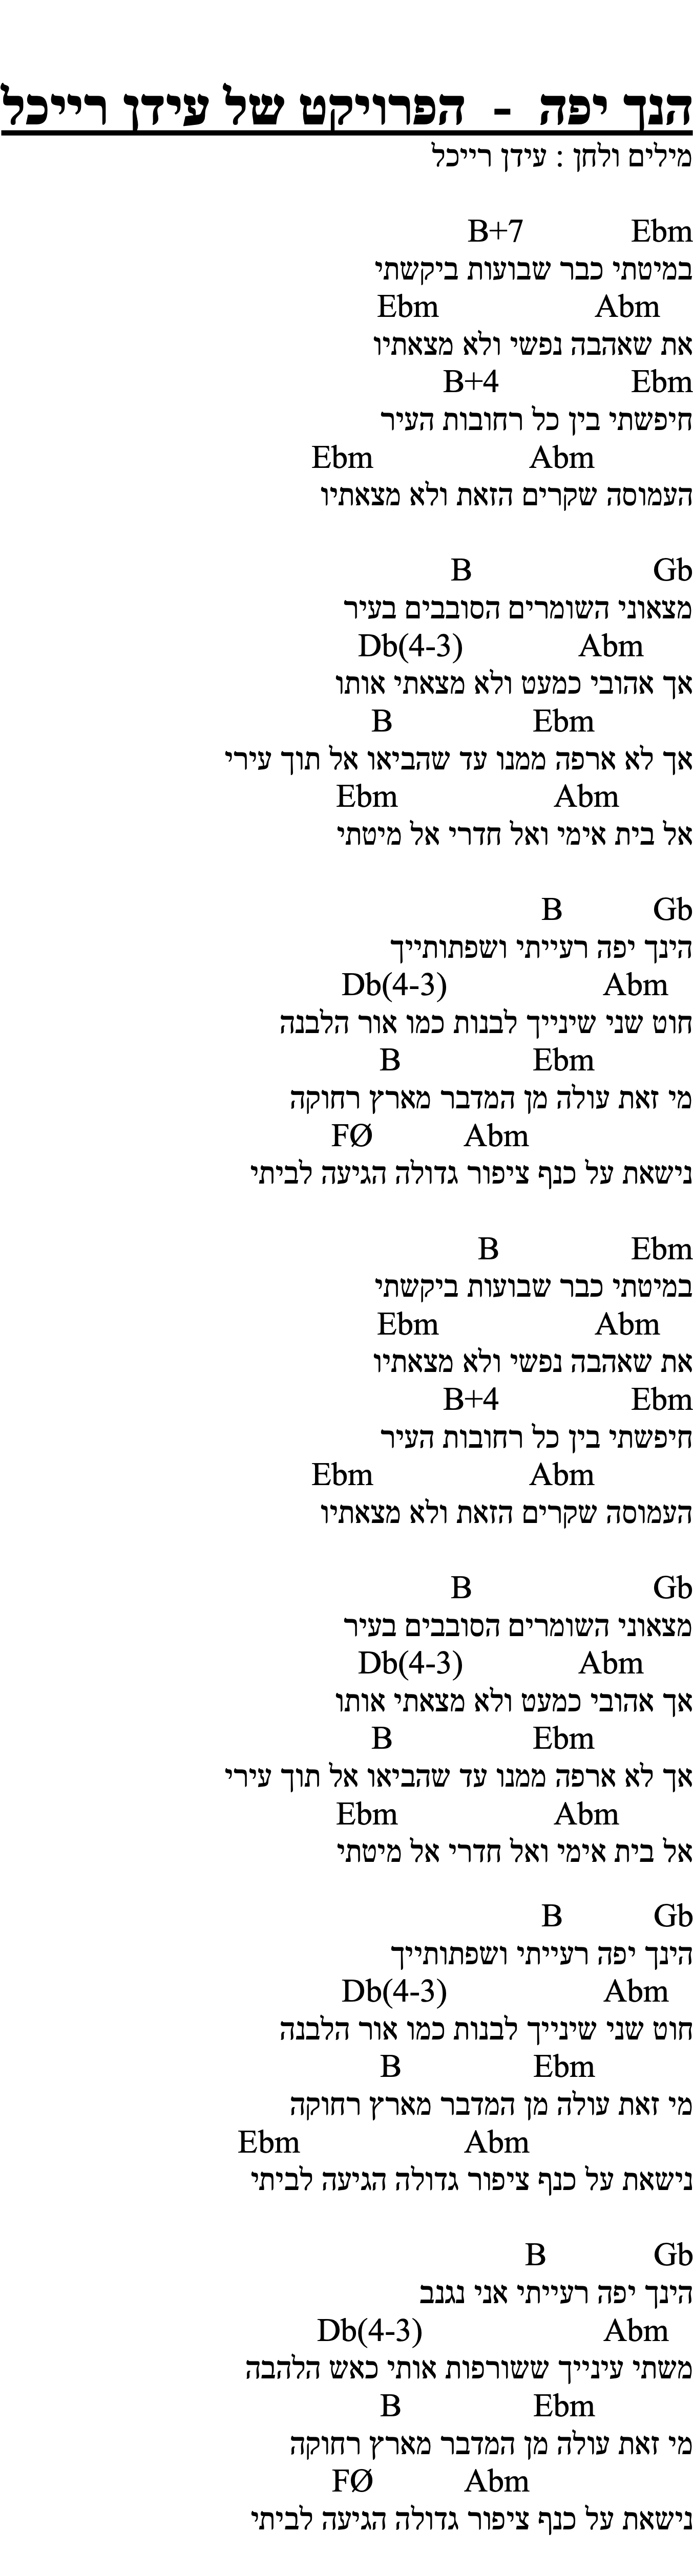 הנך יפה - הפרויקט של עידן רייכל
מילים ולחן : עידן רייכל
Ebm B+7
במיטתי כבר שבועות ביקשתי
Abm Ebm
את שאהבה נפשי ולא מצאתיו
Ebm B+4
חיפשתי בין כל רחובות העיר
Abm Ebm
העמוסה שקרים הזאת ולא מצאתיו
Gb B
מצאוני השומרים הסובבים בעיר
Abm Db(4-3)
אך אהובי כמעט ולא מצאתי אותו
Ebm B
אך לא ארפה ממנו עד שהביאו אל תוך עירי
Abm Ebm
אל בית אימי ואל חדרי אל מיטתי
Gb B
הינך יפה רעייתי ושפתותייך
Abm Db(4-3)
חוט שני שינייך לבנות כמו אור הלבנה
Ebm B
מי זאת עולה מן המדבר מארץ רחוקה
Abm FØ
נישאת על כנף ציפור גדולה הגיעה לביתי
Ebm B
במיטתי כבר שבועות ביקשתי
Abm Ebm
את שאהבה נפשי ולא מצאתיו
Ebm B+4
חיפשתי בין כל רחובות העיר
Abm Ebm
העמוסה שקרים הזאת ולא מצאתיו
Gb B
מצאוני השומרים הסובבים בעיר
Abm Db(4-3)
אך אהובי כמעט ולא מצאתי אותו
Ebm B
אך לא ארפה ממנו עד שהביאו אל תוך עירי
Abm Ebm
אל בית אימי ואל חדרי אל מיטתי
Gb B
הינך יפה רעייתי ושפתותייך
Abm Db(4-3)
חוט שני שינייך לבנות כמו אור הלבנה
Ebm B
מי זאת עולה מן המדבר מארץ רחוקה
Abm Ebm
נישאת על כנף ציפור גדולה הגיעה לביתי
Gb B
הינך יפה רעייתי אני נגנב
Abm Db(4-3)
משתי עינייך ששורפות אותי כאש הלהבה
Ebm B
מי זאת עולה מן המדבר מארץ רחוקה
Abm FØ
נישאת על כנף ציפור גדולה הגיעה לביתי